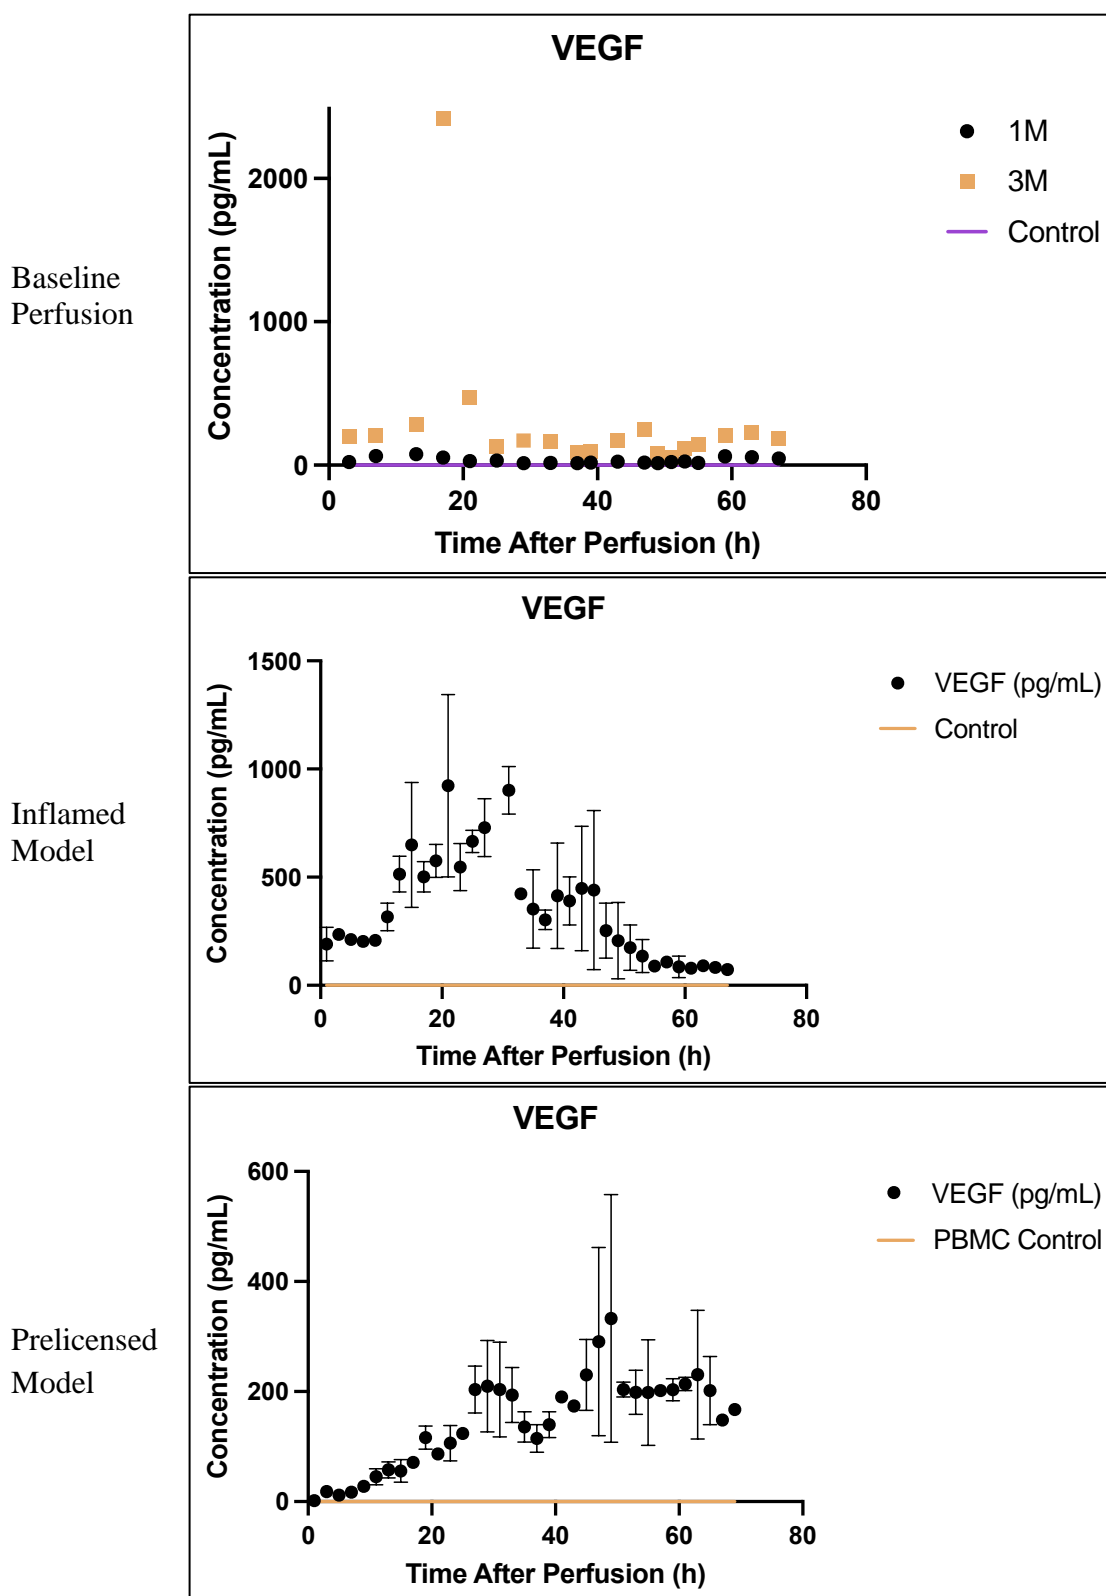 VEGF
Concentration (pg/mL)
2000
1000
0
0 20 40 60 80
Time After Perfusion (h)
1M
3M
Control
Baseline
Perfusion
VEGF
Concentration (pg/mL)
1500
1000
500
0
0 20 40 60 80
Time After Perfusion (h)
VEGF (pg/mL)
Control
Inflamed
Model
VEGF
Concentration (pg/mL)
600
400
200
0
0 20 40 60 80
Time After Perfusion (h)
VEGF (pg/mL)
PBMC Control
Prelicensed
Model